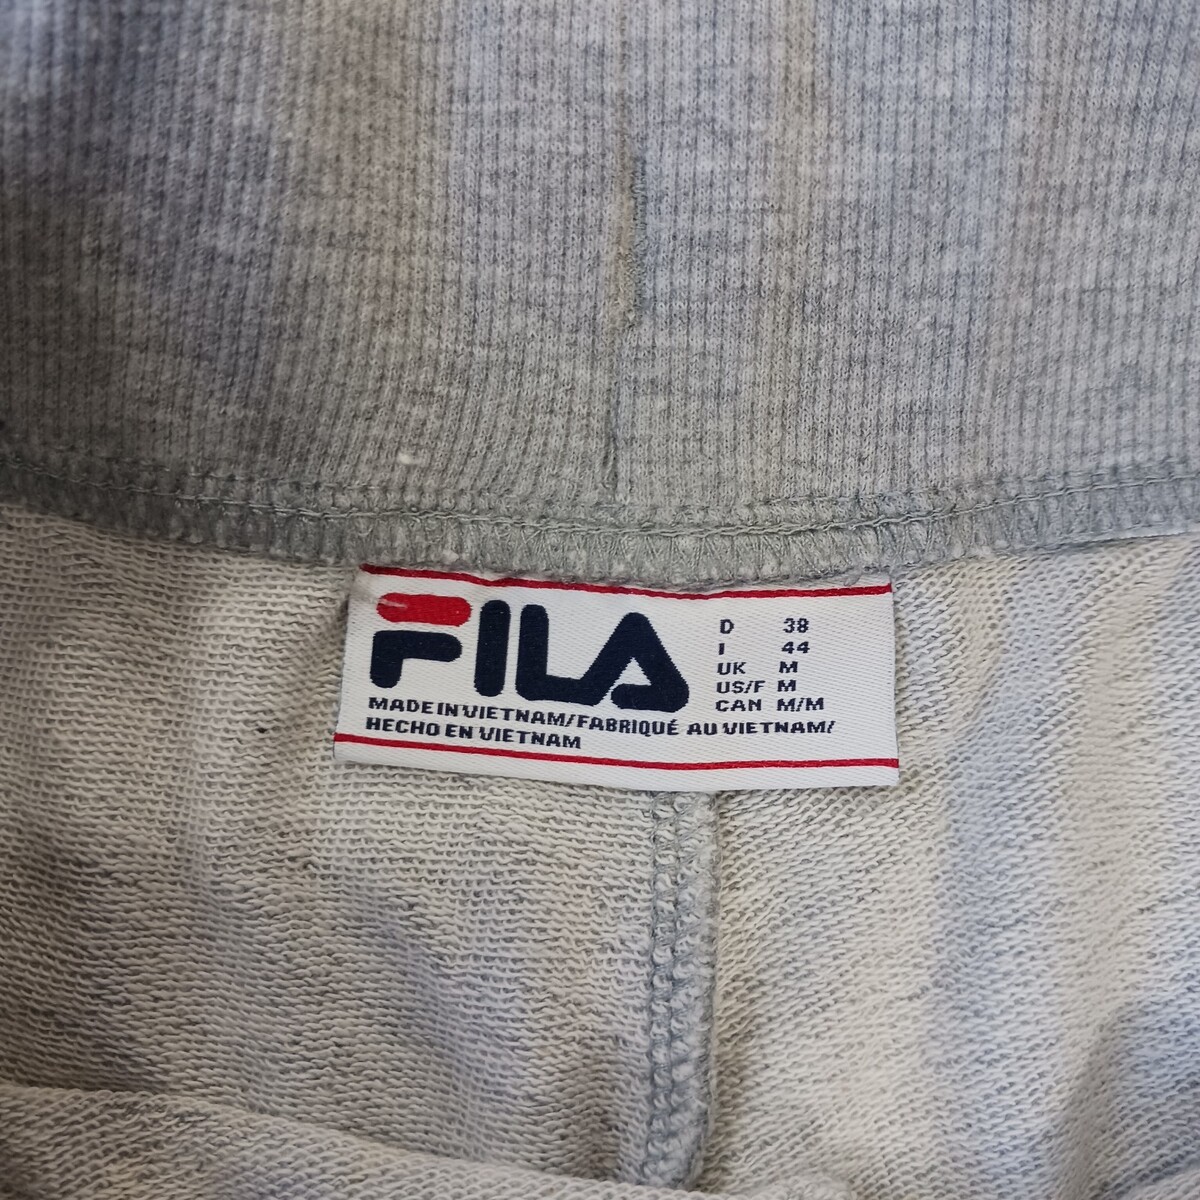 FILA
D 38
I 44
UK M
US/F M
CAN M/M
MADE IN VIETNAM/FABRIQUÉ AU VIETNAM/
HECHO EN VIETNAM